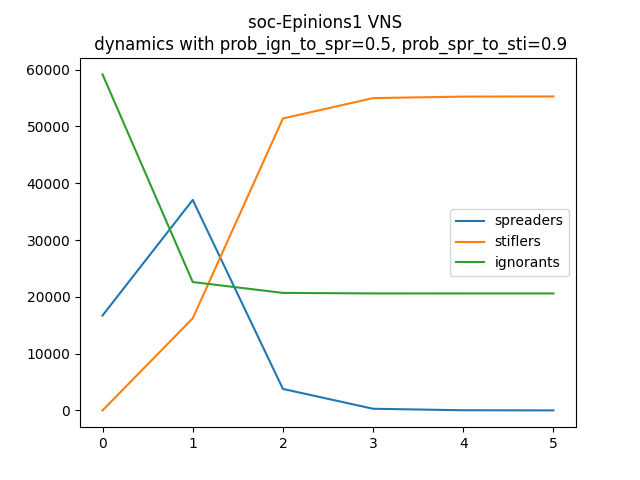 soc-Epinions1 VNS
dynamics with prob_ign_to_spr=0.5, prob_spr_to_sti=0.9
60000
50000
40000
30000
20000
10000
0
spreaders
stiflers
ignorants
0 1 2 3 4 5